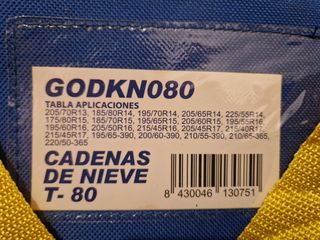 GODKN080
TABLA APLICACIONES
205/70R13, 185/80R14, 195/70R14, 205/65R14, 225/55R14,
175/80R15, 185/70R15, 195/65R15, 205/60R15, 195/55R16
195/60R16, 205/50R16, 215/45R16, 205/45R17, 215/40R17,
215/45R17, 195/65-390, 200/60-390, 210/55-390, 210/65-365,
220/50-365
CADENAS
DE NIEVE
T- 80
8 430046 130751